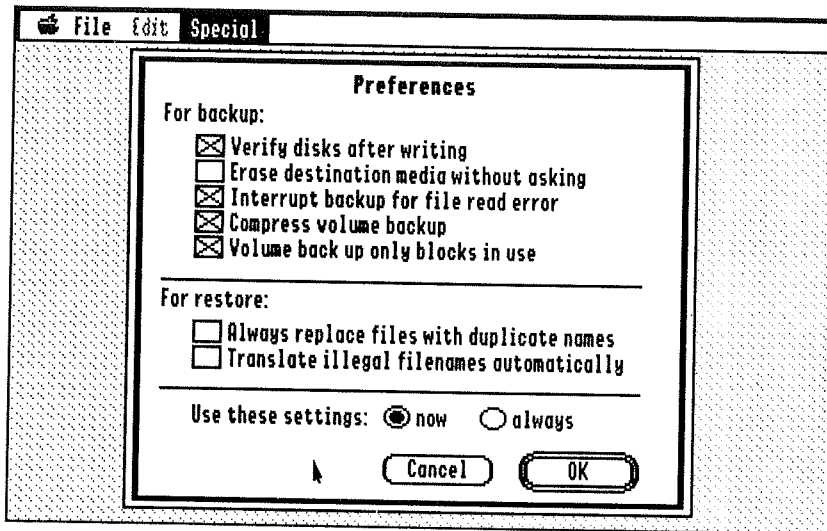 File Edit Special
Preferences
For backup:
Verify disks after writing
Erase destination media without asking
Interrupt backup for file read error
Compress volume backup
Volume back up only blocks in use
For restore:
Always replace files with duplicate names
Translate illegal filenames automatically
Use these settings: now always
Cancel OK